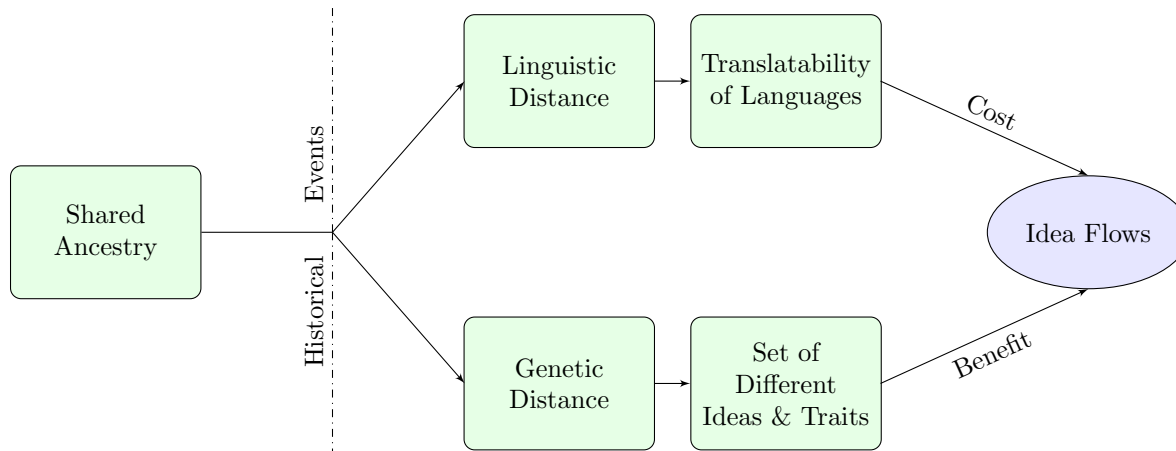 Shared
Ancestry
Historical Events
Linguistic
Distance
Translatability
of Languages
Cost
Genetic
Distance
Set of
Different
Ideas & Traits
Benefit
Idea Flows